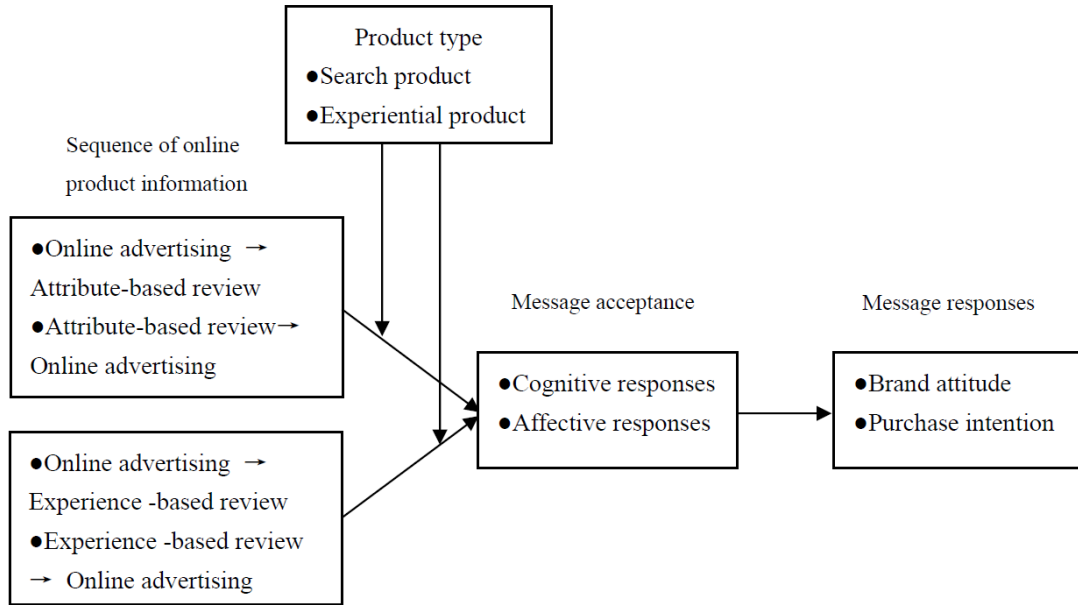 Product type
●Search product
●Experiential product
Sequence of online
product information
●Online advertising →
Attribute-based review
●Attribute-based review→
Online advertising
●Online advertising →
Experience -based review
●Experience -based review
→ Online advertising
Message acceptance
●Cognitive responses
●Affective responses
Message responses
●Brand attitude
●Purchase intention